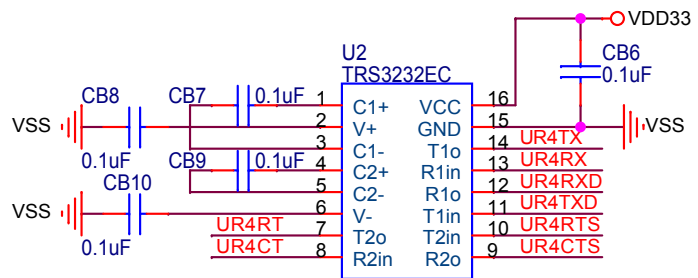 VDD33
U2
TRS3232EC
CB6
0.1uF
CB8
CB7
0.1uF
1
C1+
VCC
16
VSS
2
V+
GND
15
VSS
0.1uF
3
C1-
T1o
14
UR4TX
CB9
0.1uF
4
C2+
R1in
13
UR4RX
CB10
5
C2-
R1o
12
UR4RXD
VSS
6
V-
T1in
11
UR4TXD
0.1uF
UR4RT
7
T2o
T2in
10
UR4RTS
UR4CT
8
R2in
R2o
9
UR4CTS